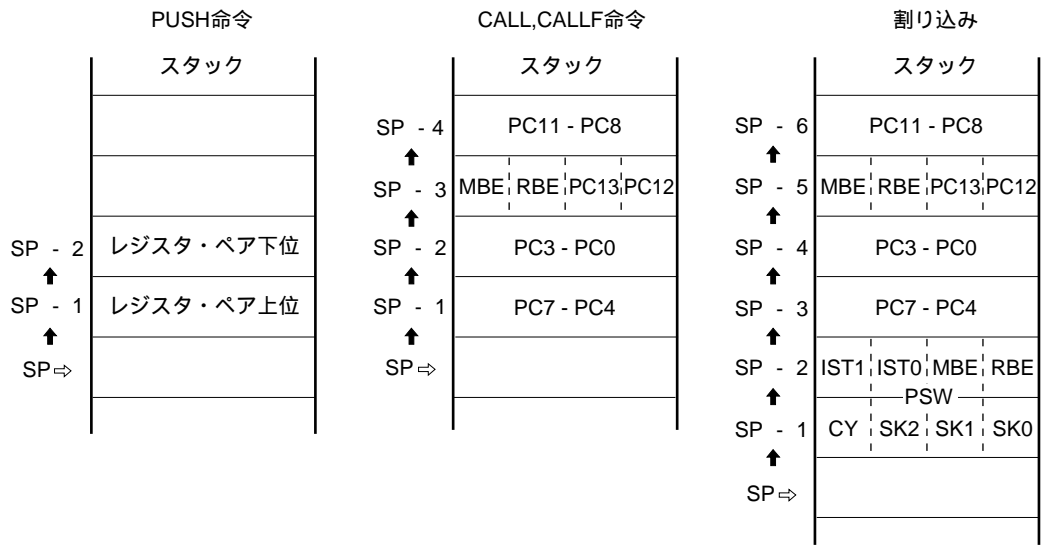 PUSH命令
スタック
SP - 2 レジスタ・ペア下位
SP - 1 レジスタ・ペア上位
SP⇨
CALL,CALLF命令
スタック
SP - 4 PC11 - PC8
SP - 3 MBE RBE PC13 PC12
SP - 2 PC3 - PC0
SP - 1 PC7 - PC4
SP⇨
割り込み
スタック
SP - 6 PC11 - PC8
SP - 5 MBE RBE PC13 PC12
SP - 4 PC3 - PC0
SP - 3 PC7 - PC4
SP - 2 IST1 IST0 MBE RBE
PSW
SP - 1 CY SK2 SK1 SK0
SP⇨